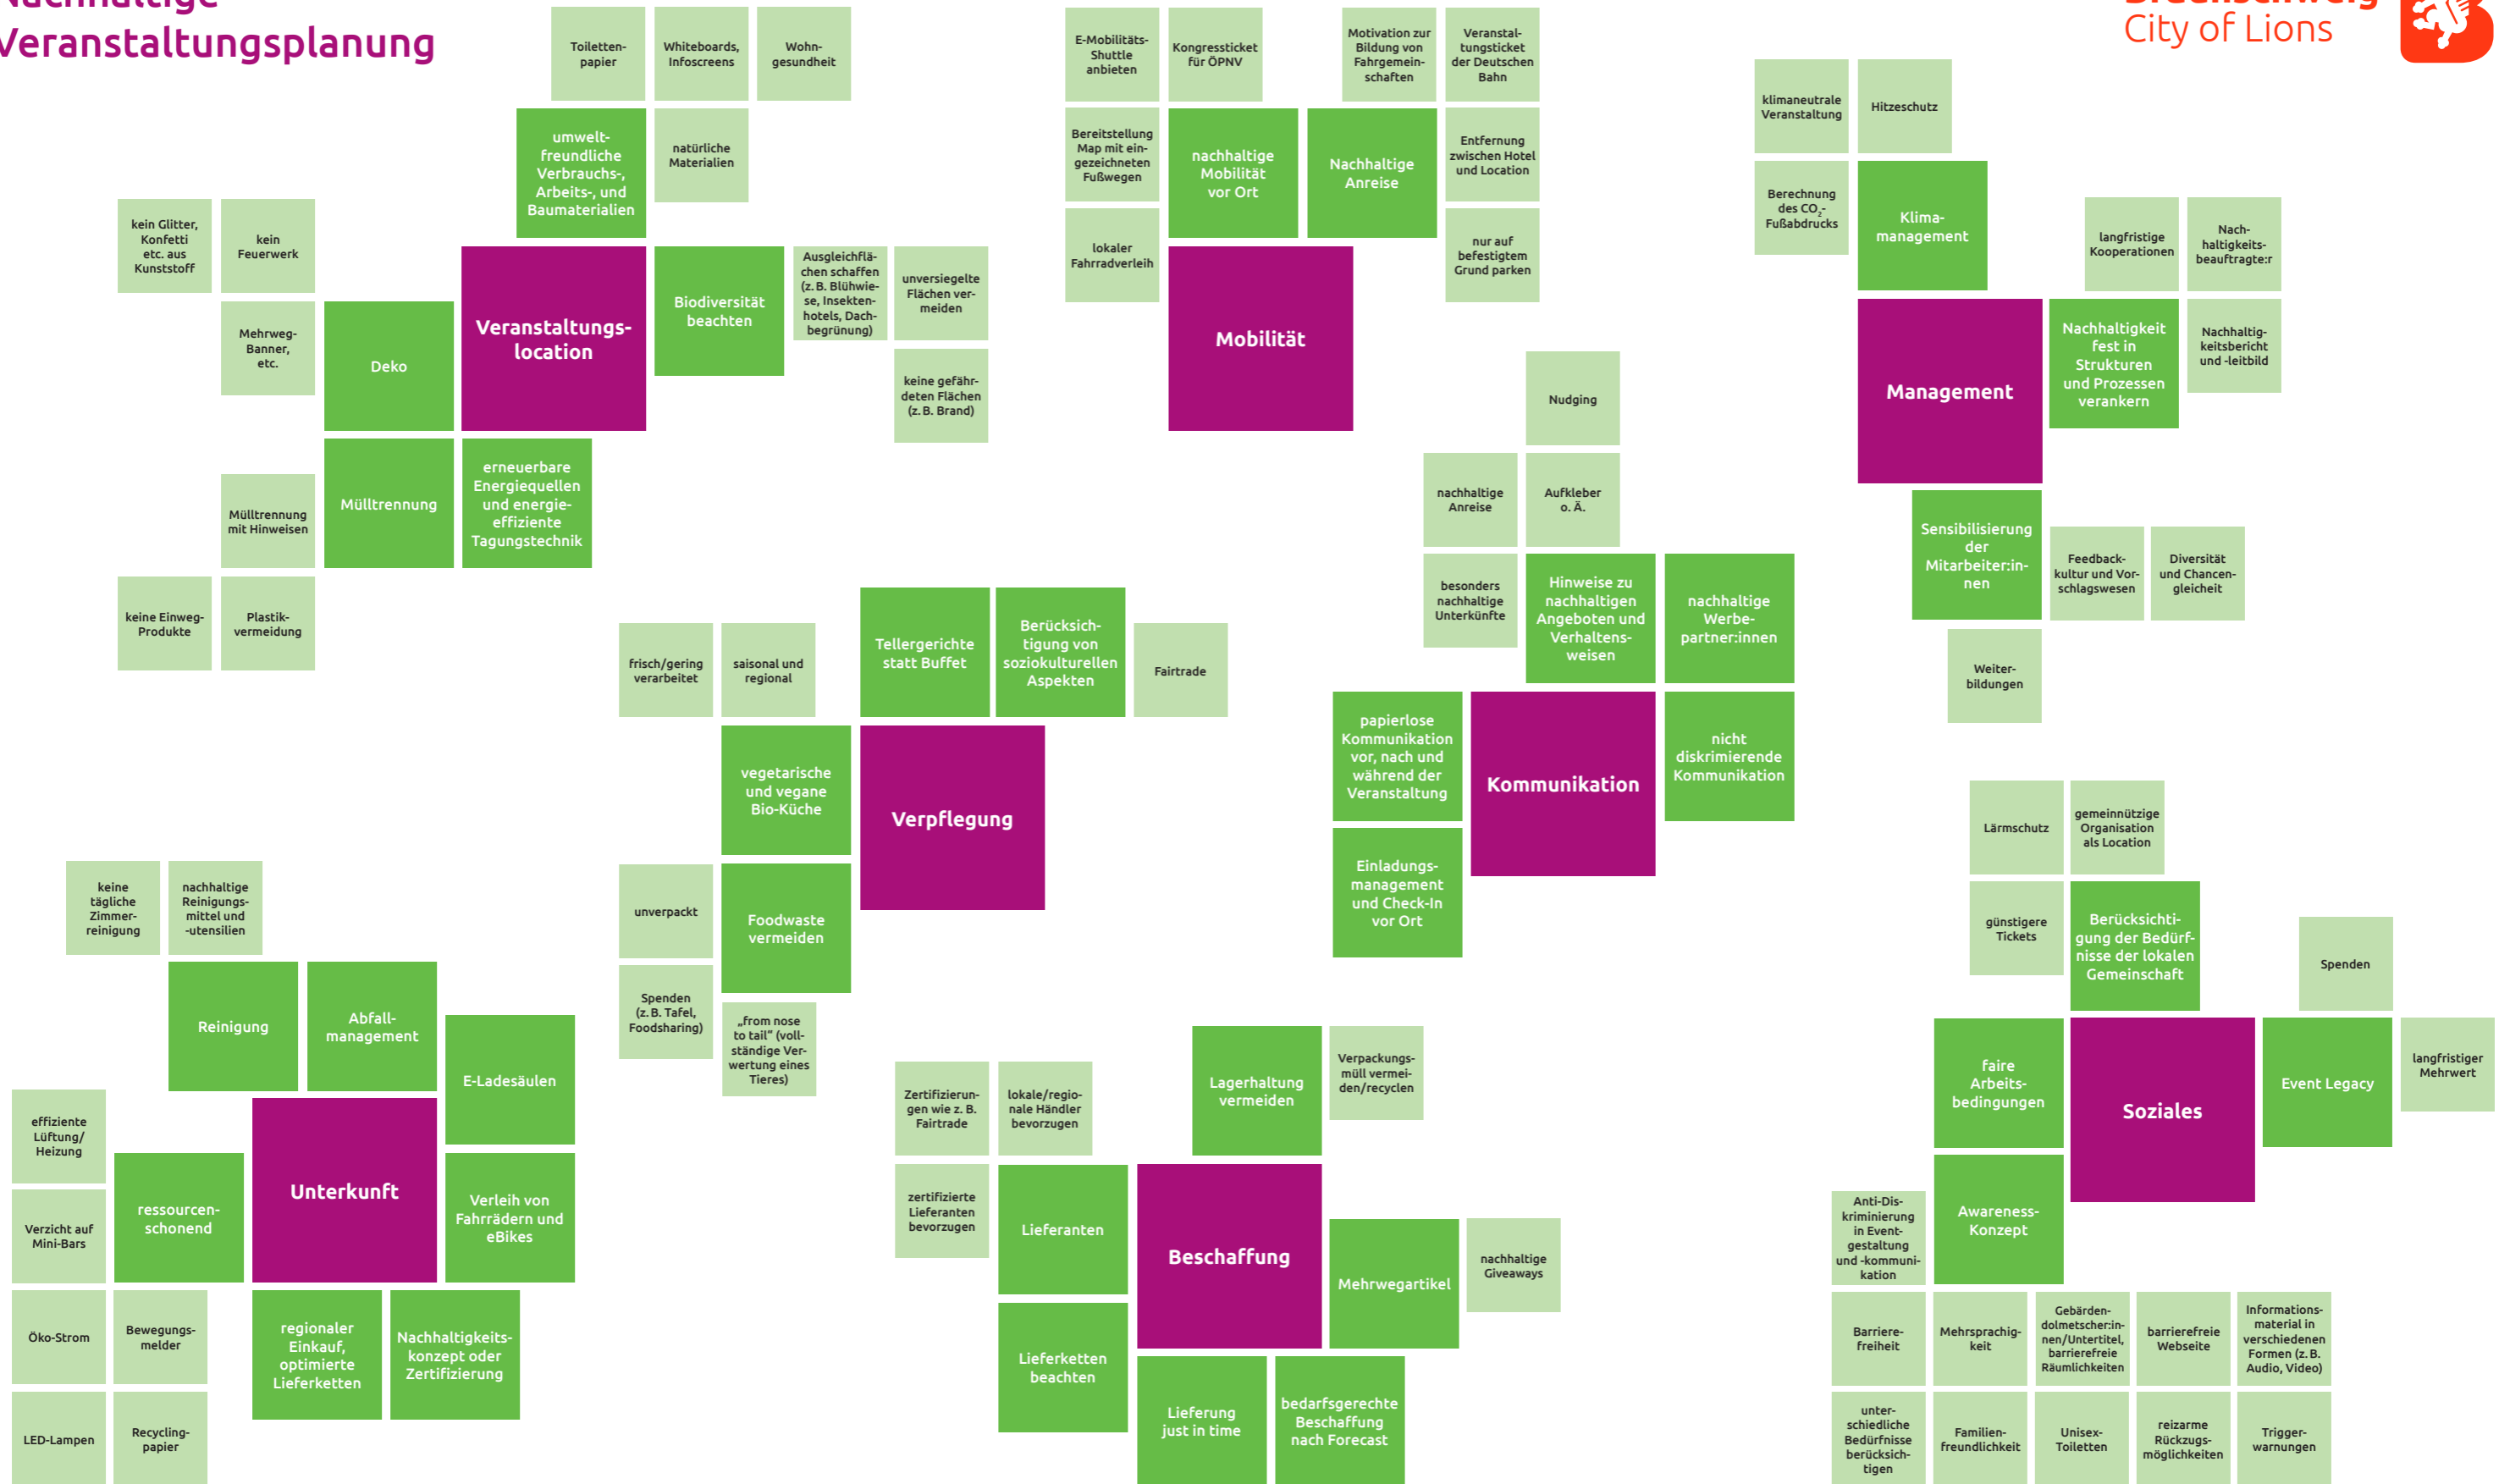 Nachhaltige
Veranstaltungsplanung
Braunschweig
City of Lions
Toiletten-
papier
Whiteboards,
Infoscreens
Wohn-
gesundheit
umwelt-
freundliche
Verbrauchs-,
Arbeits-, und
Baumaterialien
natürliche
Materialien
kein Glitter,
Konfetti
etc. aus
Kunststoff
kein
Feuerwerk
Mehrweg-
Banner,
etc.
Deko
Veranstaltungs-
location
Biodiversität
beachten
Ausgleichflä-
chen schaffen
(z. B. Blühwie-
se, Insekten-
hotels, Dach-
begrünung)
unversiegelte
Flächen ver-
meiden
keine gefähr-
deten Flächen
(z. B. Brand)
Mülltrennung
mit Hinweisen
Mülltrennung
erneuerbare
Energiequellen
und energie-
effiziente
Tagungstechnik
keine Einweg-
Produkte
Plastik-
vermeidung
E-Mobilitäts-
Shuttle
anbieten
Kongressticket
für ÖPNV
Motivation zur
Bildung von
Fahrgemein-
schaften
Veranstal-
tungsticket
der Deutschen
Bahn
Bereitstellung
Map mit ein-
gezeichneten
Fußwegen
nachhaltige
Mobilität
vor Ort
Nachhaltige
Anreise
Entfernung
zwischen Hotel
und Location
lokaler
Fahrradverleih
nur auf
befestigtem
Grund parken
Mobilität
klimaneutrale
Veranstaltung
Hitzeschutz
Berechnung
des CO₂-
Fußabdrucks
Klima-
management
langfristige
Kooperationen
Nach-
haltigkeits-
beauftragte:r
Management
Nachhaltigkeit
fest in
Strukturen
und Prozessen
verankern
Nachhaltig-
keitsbericht
und -leitbild
Sensibilisierung
der
Mitarbeiter:in-
nen
Feedback-
kultur und Vor-
schlagswesen
Diversität
und Chancen-
gleicheit
Weiter-
bildungen
Nudging
nachhaltige
Anreise
Aufkleber
o. Ä.
besonders
nachhaltige
Unterkünfte
Hinweise zu
nachhaltigen
Angeboten und
Verhaltens-
weisen
nachhaltige
Werbe-
partner:innen
papierlose
Kommunikation
vor, nach und
während der
Veranstaltung
Kommunikation
nicht
diskrimierende
Kommunikation
Einladungs-
management
und Check-In
vor Ort
frisch/gering
verarbeitet
saisonal und
regional
Tellergerichte
statt Buffet
Berücksich-
tigung von
soziokulturellen
Aspekten
Fairtrade
vegetarische
und vegane
Bio-Küche
Verpflegung
unverpackt
Foodwaste
vermeiden
Spenden
(z. B. Tafel,
Foodsharing)
„from nose
to tail“ (voll-
ständige Ver-
wertung eines
Tieres)
keine
tägliche
Zimmer-
reinigung
nachhaltige
Reinigungs-
mittel und
-utensilien
Reinigung
Abfall-
management
E-Ladesäulen
effiziente
Lüftung/
Heizung
Verzicht auf
Mini-Bars
ressourcen-
schonend
Unterkunft
Verleih von
Fahrrädern und
eBikes
Öko-Strom
Bewegungs-
melder
regionaler
Einkauf,
optimierte
Lieferketten
Nachhaltigkeits-
konzept oder
Zertifizierung
LED-Lampen
Recycling-
papier
Zertifizierun-
gen wie z. B.
Fairtrade
lokale/regio-
nale Händler
bevorzugen
Lagerhaltung
vermeiden
Verpackungs-
müll vermei-
den/recyclen
zertifizierte
Lieferanten
bevorzugen
Lieferanten
Beschaffung
Mehrwegartikel
nachhaltige
Giveaways
Lieferketten
beachten
Lieferung
just in time
bedarfsgerechte
Beschaffung
nach Forecast
Lärmschutz
gemeinnützige
Organisation
als Location
günstigere
Tickets
Berücksichti-
gung der Bedürf-
nisse der lokalen
Gemeinschaft
Spenden
faire
Arbeits-
bedingungen
Soziales
Event Legacy
langfristiger
Mehrwert
Anti-Dis-
kriminierung
in Event-
gestaltung
und -kommuni-
kation
Awareness-
Konzept
Barriere-
freiheit
Mehrsprachig-
keit
Gebärden-
dolmetscher:in-
nen/Untertitel,
barrierefreie
Räumlichkeiten
barrierefreie
Webseite
Informations-
material in
verschiedenen
Formen (z. B.
Audio, Video)
unter-
schiedliche
Bedürfnisse
berücksich-
tigen
Familien-
freundlichkeit
Unisex-
Toiletten
reizarme
Rückzugs-
möglichkeiten
Trigger-
warnungen